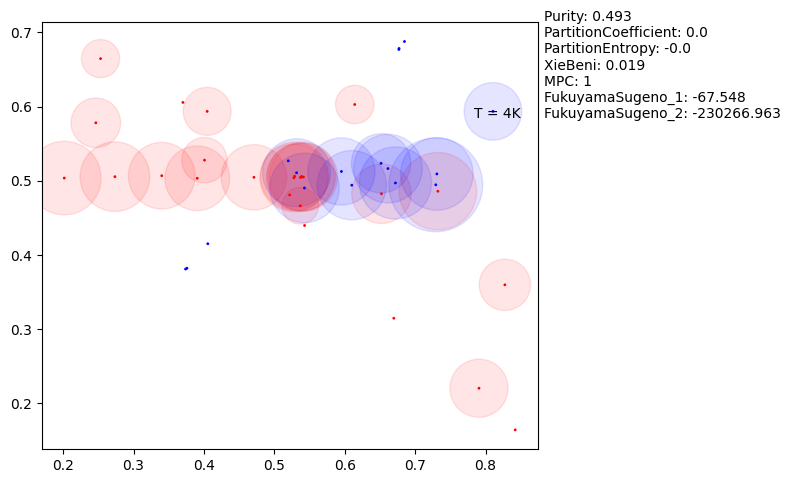 Purity: 0.493
PartitionCoefficient: 0.0
PartitionEntropy: -0.0
XieBeni: 0.019
MPC: 1
FukuyamaSugeno_1: -67.548
FukuyamaSugeno_2: -230266.963
T = 4K
0.7
0.6
0.5
0.4
0.3
0.2
0.2 0.3 0.4 0.5 0.6 0.7 0.8